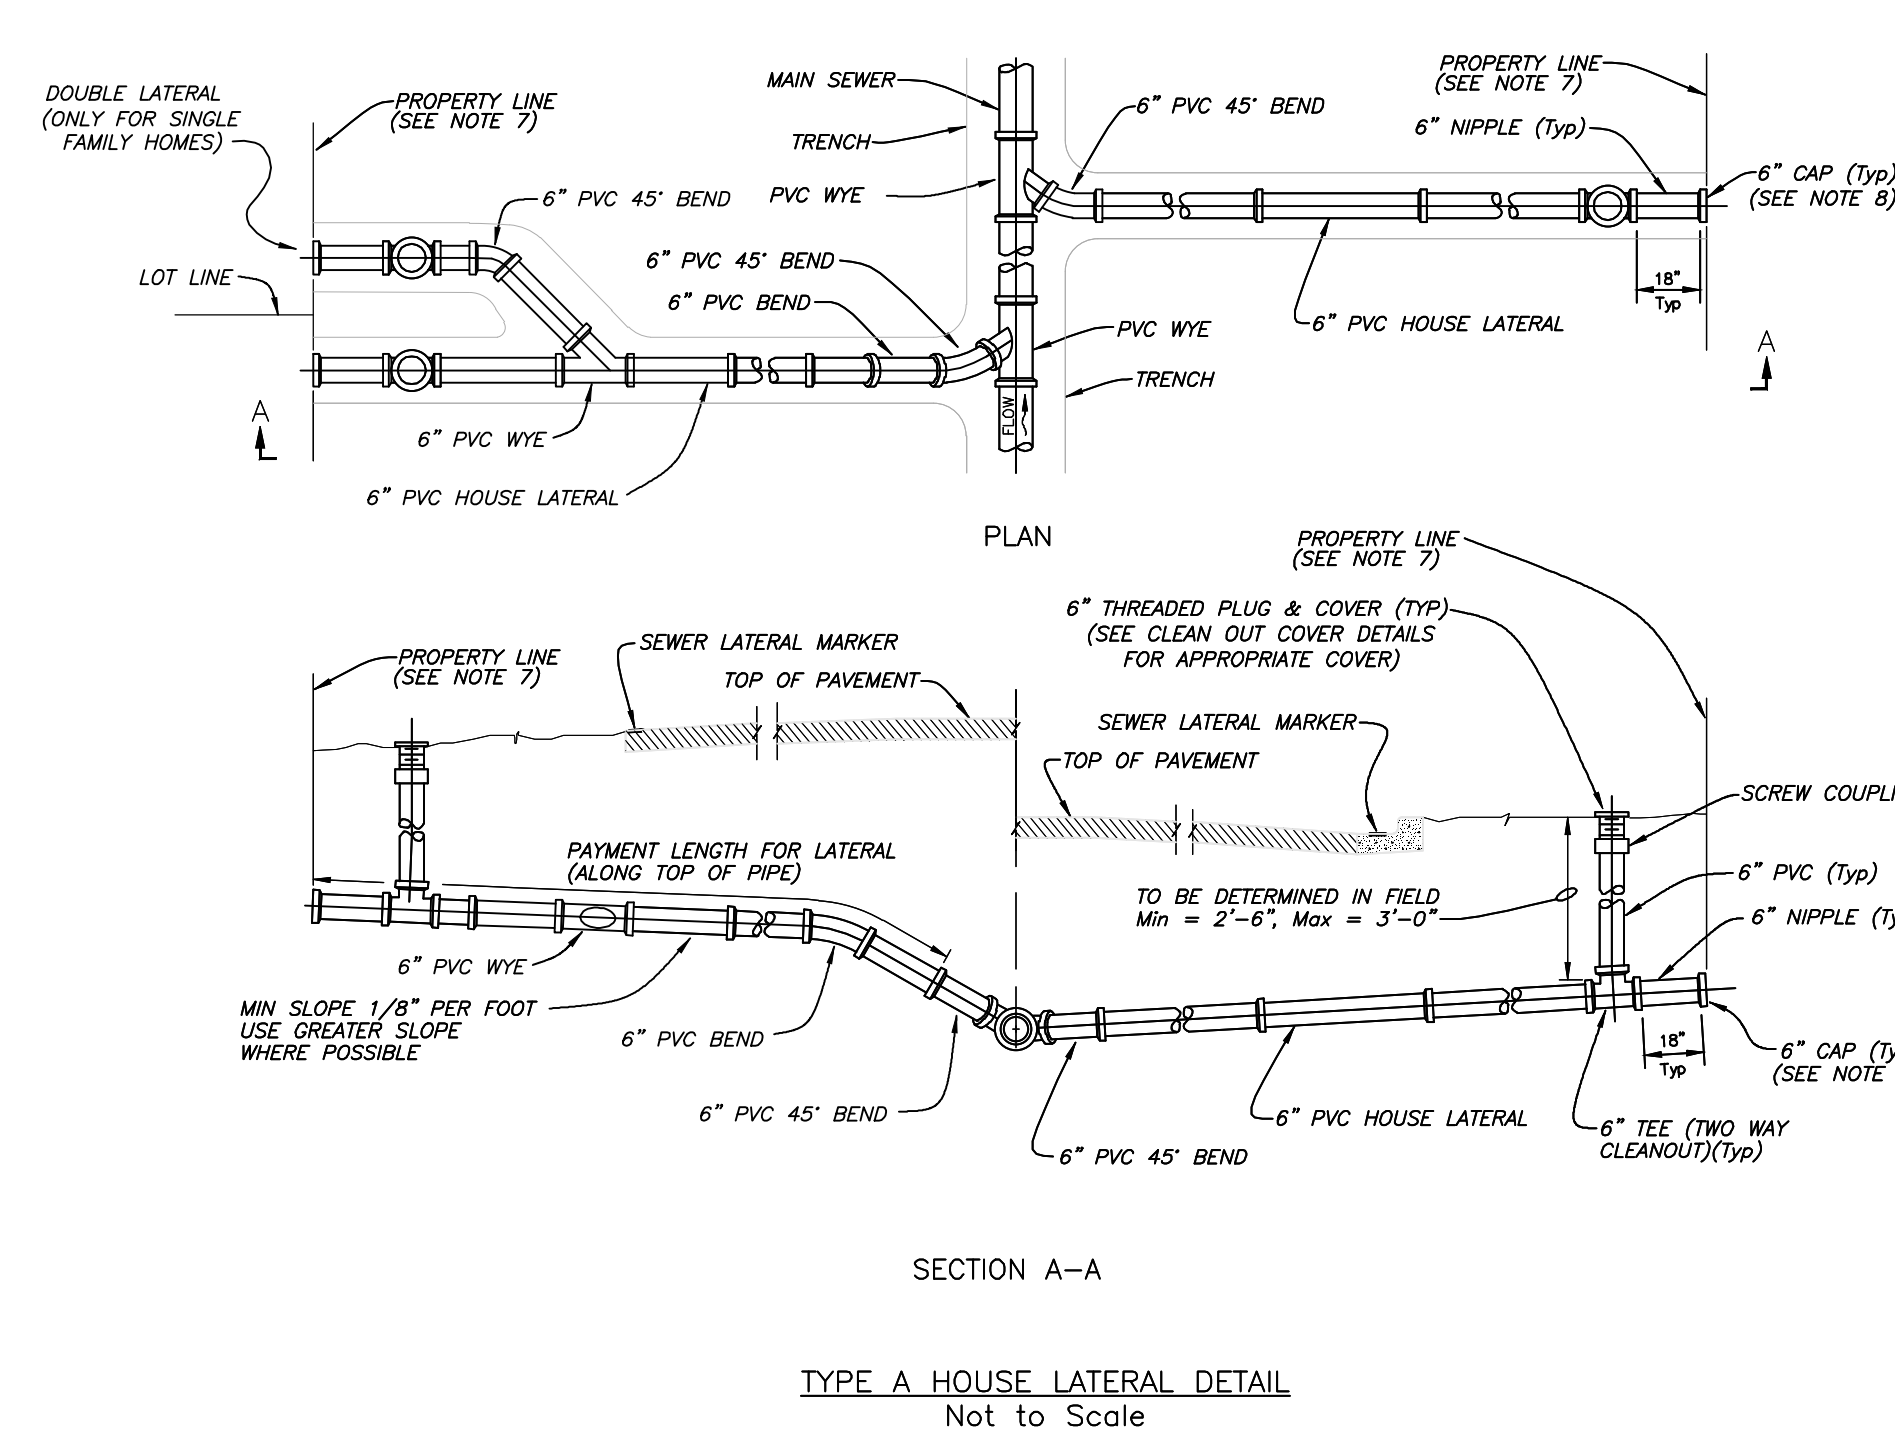 DOUBLE LATERAL
(ONLY FOR SINGLE
FAMILY HOMES)
PROPERTY LINE
(SEE NOTE 7)
6" PVC 45° BEND
LOT LINE
MAIN SEWER
TRENCH
PVC WYE
6" PVC 45° BEND
6" PVC BEND
6" PVC 45° BEND
PROPERTY LINE
(SEE NOTE 7)
6" NIPPLE (Typ)
6" CAP (Typ)
(SEE NOTE 8)
18"
Typ
6" PVC HOUSE LATERAL
PVC WYE
TRENCH
FLOW
A
A
6" PVC WYE
6" PVC HOUSE LATERAL
PLAN
PROPERTY LINE
(SEE NOTE 7)
6" THREADED PLUG & COVER (TYP)
(SEE CLEAN OUT COVER DETAILS
FOR APPROPRIATE COVER)
PROPERTY LINE
(SEE NOTE 7)
SEWER LATERAL MARKER
TOP OF PAVEMENT
SEWER LATERAL MARKER
TOP OF PAVEMENT
SCREW COUPLI
PAYMENT LENGTH FOR LATERAL
(ALONG TOP OF PIPE)
TO BE DETERMINED IN FIELD
Min = 2'-6", Max = 3'-0"
6" PVC (Typ)
6" NIPPLE (Ty
6" PVC WYE
MIN SLOPE 1/8" PER FOOT
USE GREATER SLOPE
WHERE POSSIBLE
6" PVC BEND
6" PVC 45° BEND
6" PVC 45° BEND
6" PVC HOUSE LATERAL
18"
Typ
6" CAP (Ty
(SEE NOTE
6" TEE (TWO WAY
CLEANOUT)(Typ)
SECTION A-A
TYPE A HOUSE LATERAL DETAIL
Not to Scale